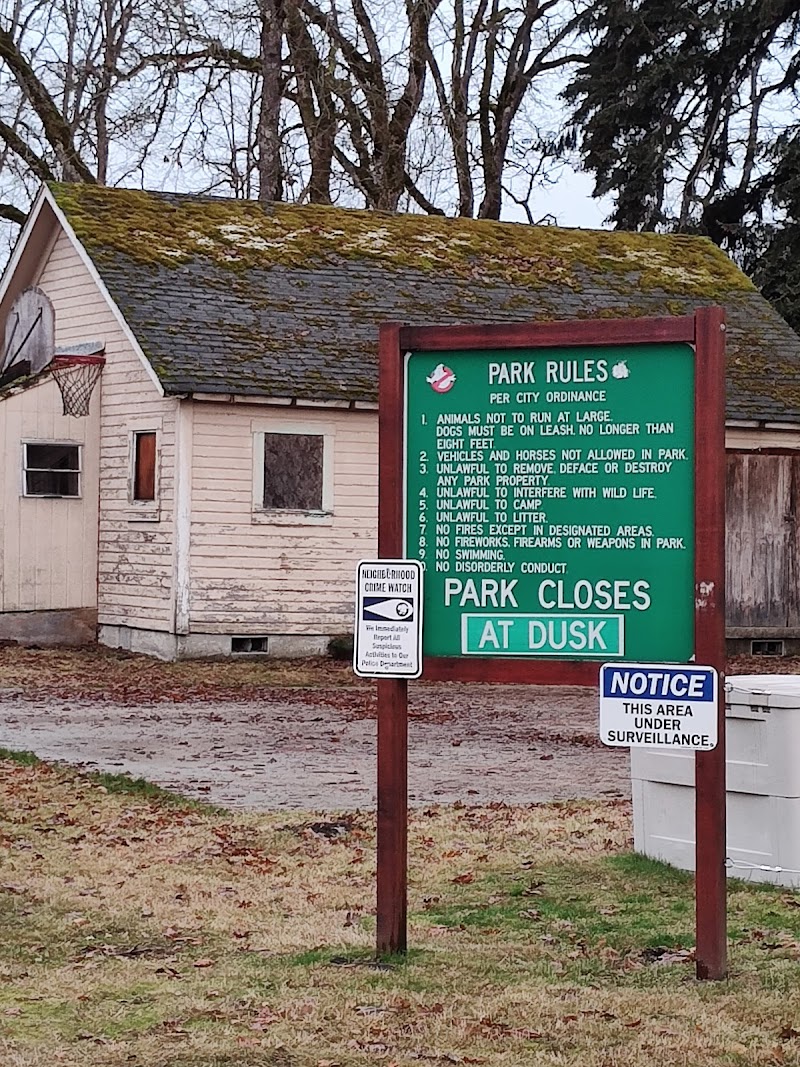 PARK RULES
PER CITY ORDINANCE
1. ANIMALS NOT TO RUN AT LARGE.
DOGS MUST BE ON LEASH. NO LONGER THAN
EIGHT FEET.
2. VEHICLES AND HORSES NOT ALLOWED IN PARK.
3. UNLAWFUL TO REMOVE, DEFACE OR DESTROY
ANY PARK PROPERTY.
4. UNLAWFUL TO INTERFERE WITH WILD LIFE.
5. UNLAWFUL TO CAMP.
6. UNLAWFUL TO LITTER.
7. NO FIRES EXCEPT IN DESIGNATED AREAS.
8. NO FIREWORKS, FIREARMS OR WEAPONS IN PARK.
9. NO SWIMMING.
0. NO DISORDERLY CONDUCT.
PARK CLOSES
AT DUSK
NEIGHBORHOOD
CRIME WATCH
We Immediately
Report All
Suspicious
Activities to Our
Police Department
NOTICE
THIS AREA
UNDER
SURVEILLANCE.